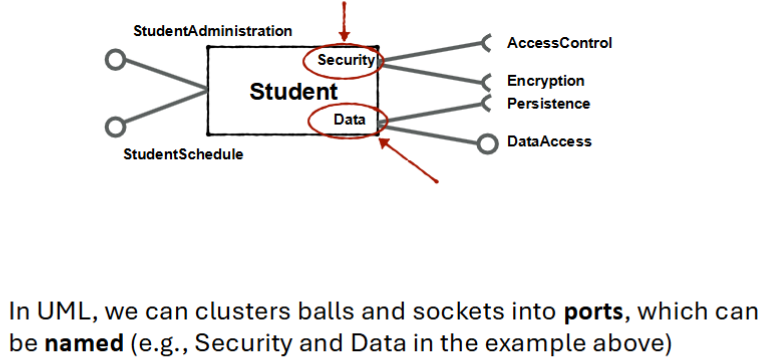 StudentAdministration
AccessControl
Security
Student
Encryption
Persistence
Data
DataAccess
StudentSchedule
In UML, we can clusters balls and sockets into ports, which can
be named (e.g., Security and Data in the example above)